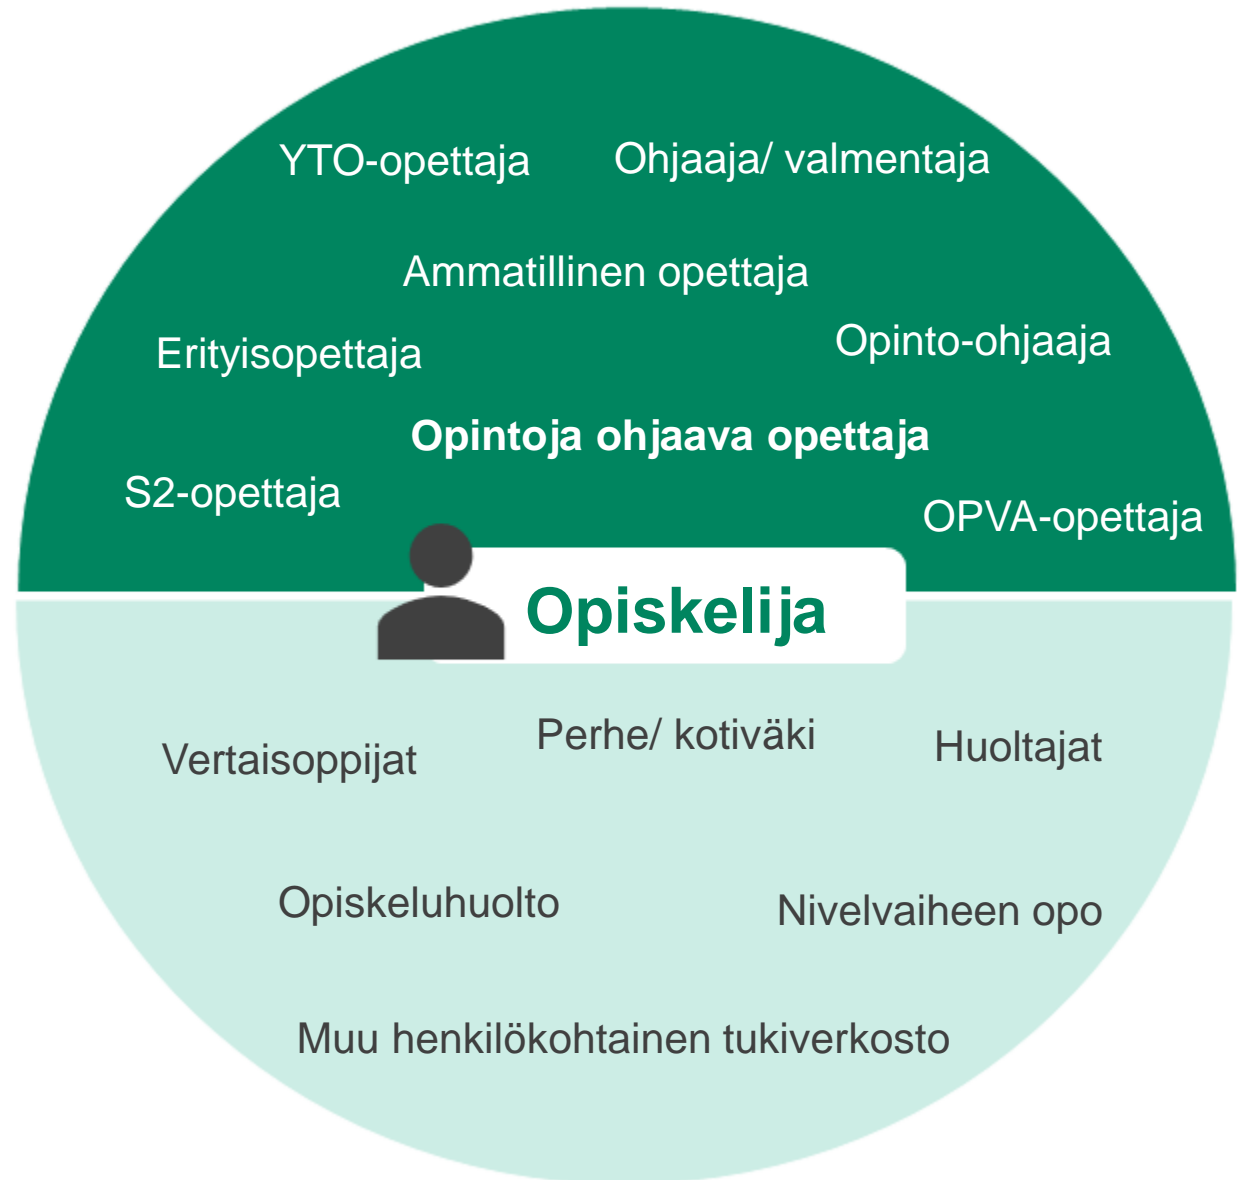 YTO-opettaja
Ohjaaja/ valmentaja
Ammatillinen opettaja
Erityisopettaja
Opinto-ohjaaja
Opintoja ohjaava opettaja
S2-opettaja
OPVA-opettaja
Opiskelija
Vertaisoppijat
Perhe/ kotiväki
Huoltajat
Opiskeluhuolto
Nivelvaiheen opo
Muu henkilökohtainen tukiverkosto